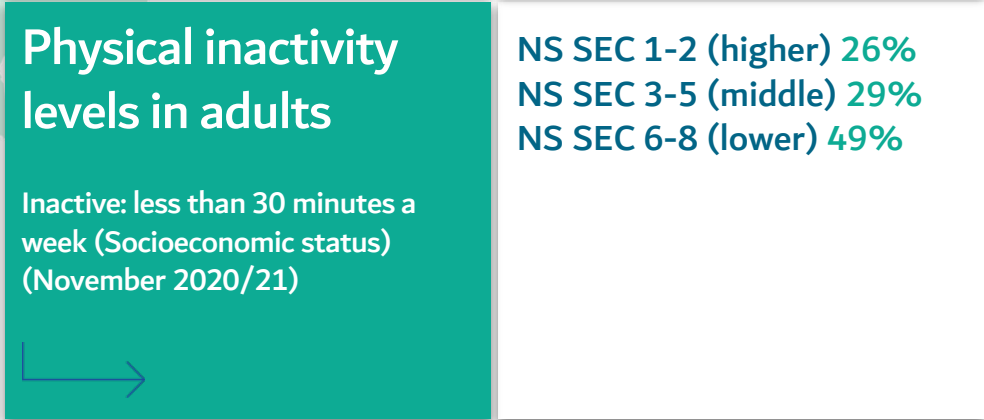 Physical inactivity
levels in adults
Inactive: less than 30 minutes a
week (Socioeconomic status)
(November 2020/21)
NS SEC 1-2 (higher) 26%
NS SEC 3-5 (middle) 29%
NS SEC 6-8 (lower) 49%